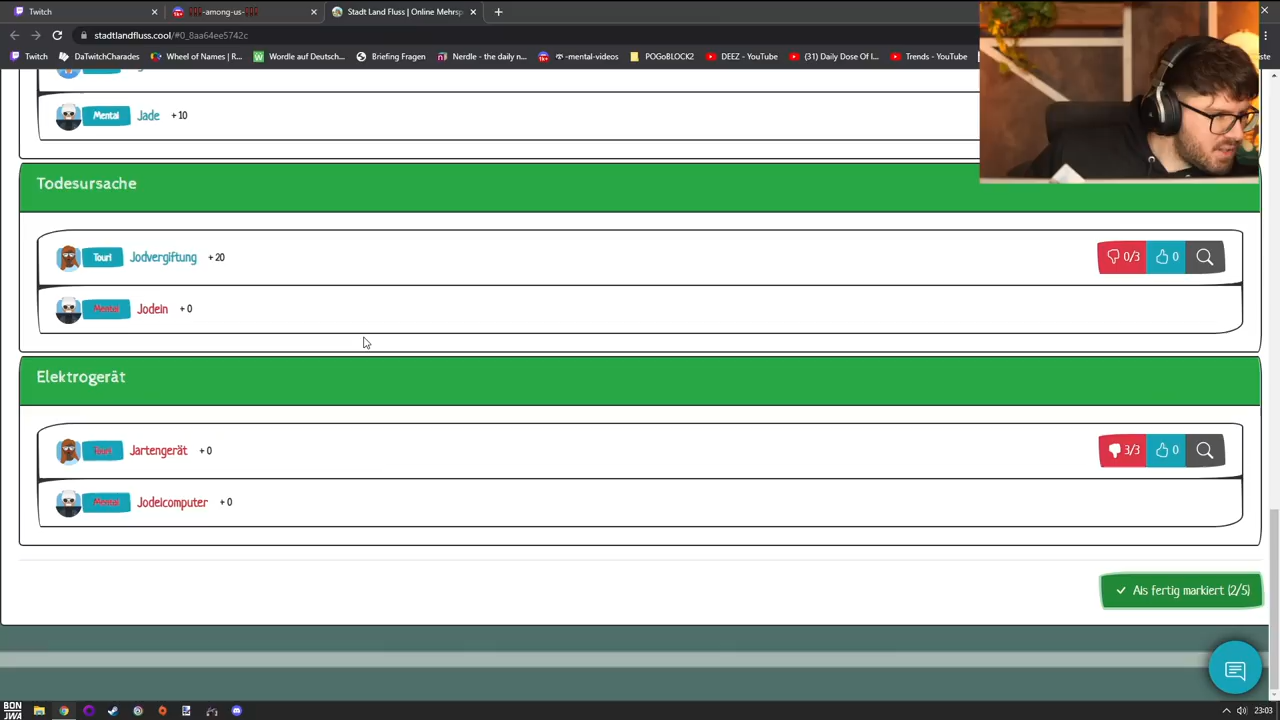 Twitch
-among-us-
Stadt Land Fluss | Online Mehrsp
stadtlandfluss.cool/#0_8aa64ee5742c
Twitch
DaTwitchCharades
Wheel of Names | R...
Wordle auf Deutsch...
Briefing Fragen
Nerdle - the daily n...
-mental-videos
POGoBLOCK2
DEEZ - YouTube
(31) Daily Dose Of I...
Trends - YouTube
Mental Jade + 10
Todesursache
Touri Jodvergiftung + 20
0/3 0
Mental Jodeln + 0
Elektrogerät
Touri Jartengerät + 0
3/3 0
Mental Jodelcomputer + 0
Als fertig markiert (2/5)
BON
JWA
23:03